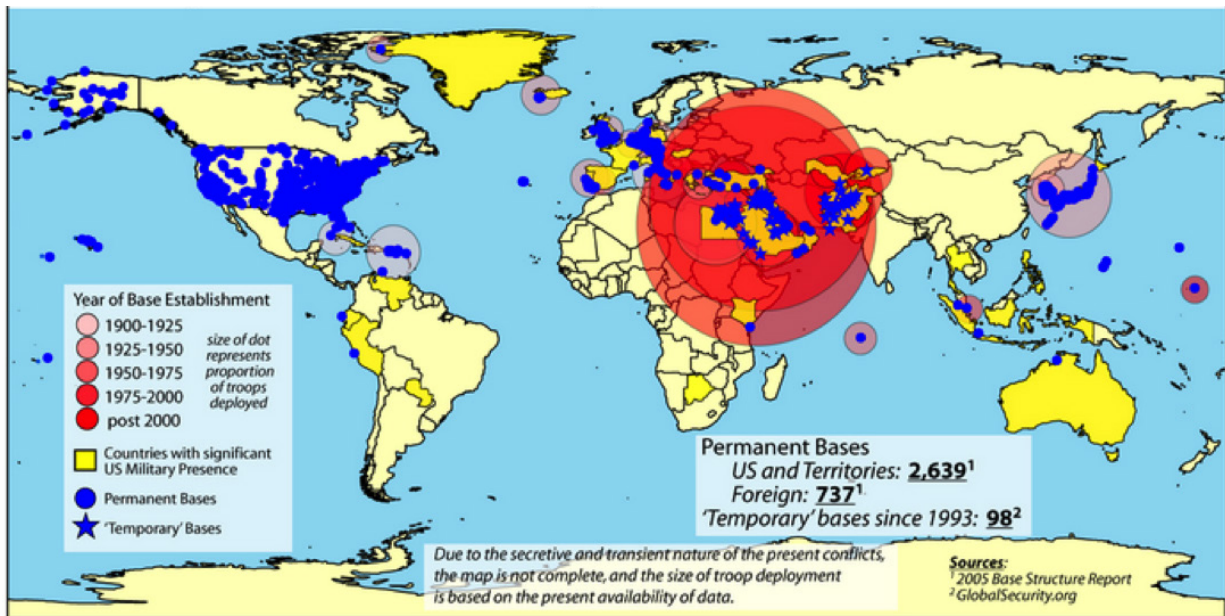 Year of Base Establishment
1900-1925
1925-1950
1950-1975
1975-2000
post 2000
size of dot
represents
proportion
of troops
deployed
Countries with significant
US Military Presence
Permanent Bases
'Temporary' Bases
Permanent Bases
US and Territories: 2,639¹
Foreign: 737¹
'Temporary' bases since 1993: 98²
Due to the secretive and transient nature of the present conflicts,
the map is not complete, and the size of troop deployment
is based on the present availability of data.
Sources:
¹ 2005 Base Structure Report
² GlobalSecurity.org